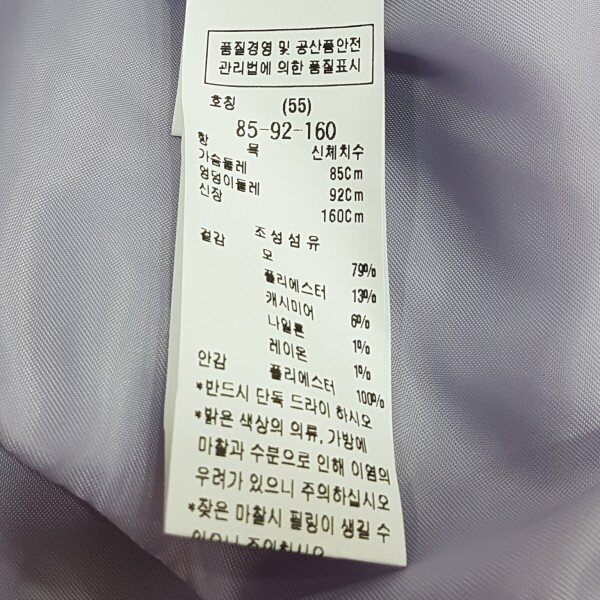 품질경영 및 공산품안전
관리법에 의한 품질표시
호칭 (55)
85-92-160
항 목 신체치수
가슴둘레 85Cm
엉덩이둘레 92Cm
신장 160Cm
조성섬유
겉감 모 79%
폴리에스터 13%
캐시미어 6%
나일론 1%
레이온 1%
안감 폴리에스터 100%
*반드시 단독 드라이 하시오
*밝은 색상의 의류, 가방에
마찰과 수분으로 인해 이염의
우려가 있으니 주의하십시오
*잦은 마찰시 필링이 생길 수